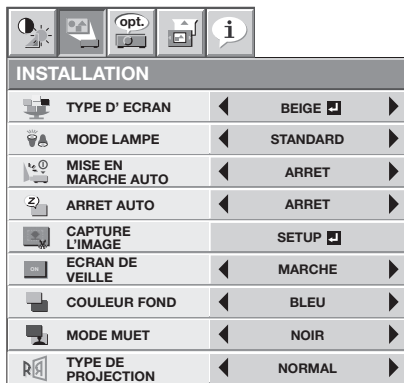 opt.
i
INSTALLATION
TYPE D' ECRAN BEIGE
MODE LAMPE STANDARD
MISE EN
MARCHE AUTO ARRET
ARRET AUTO ARRET
CAPTURE
L'IMAGE SETUP
ON
ECRAN DE
VEILLE MARCHE
COULEUR FOND BLEU
MODE MUET NOIR
TYPE DE
PROJECTION NORMAL